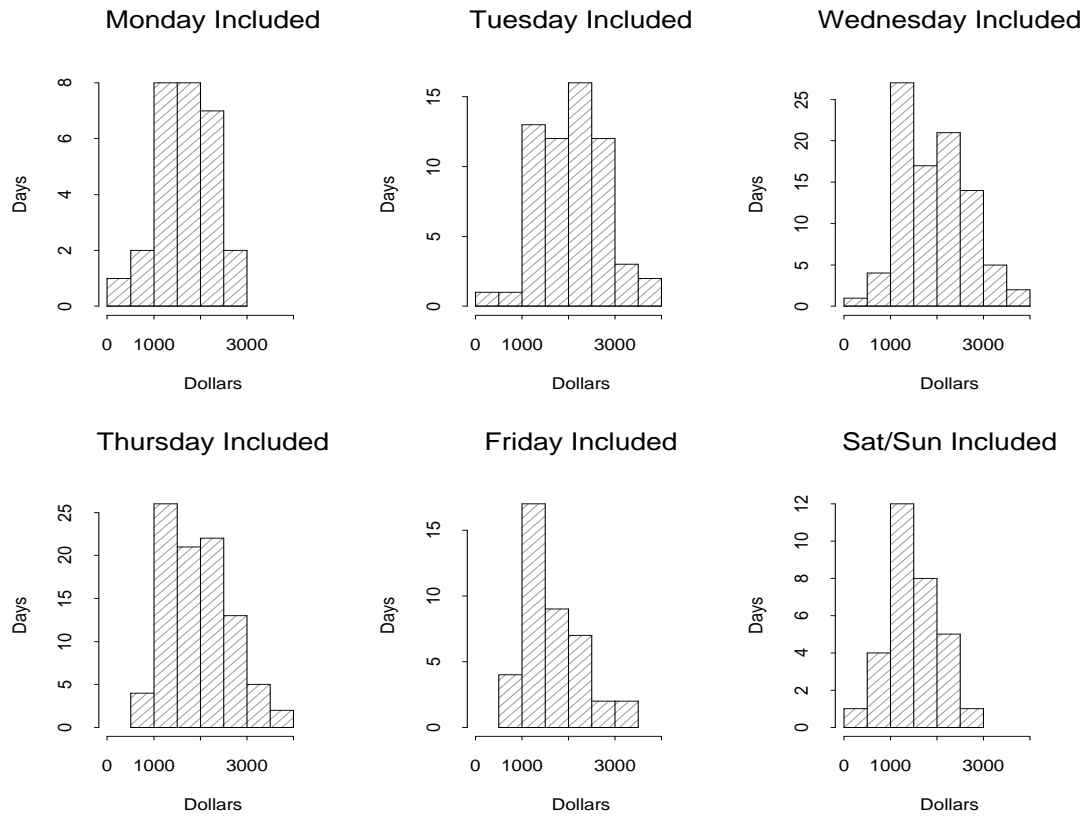 Monday Included
Days
0 2 4 6 8
0 1000 3000
Dollars
Tuesday Included
Days
0 5 10 15
0 1000 3000
Dollars
Wednesday Included
Days
0 5 10 15 20 25
0 1000 3000
Dollars
Thursday Included
Days
0 5 10 15 20 25
0 1000 3000
Dollars
Friday Included
Days
0 5 10 15
0 1000 3000
Dollars
Sat/Sun Included
Days
0 2 4 6 8 10 12
0 1000 3000
Dollars